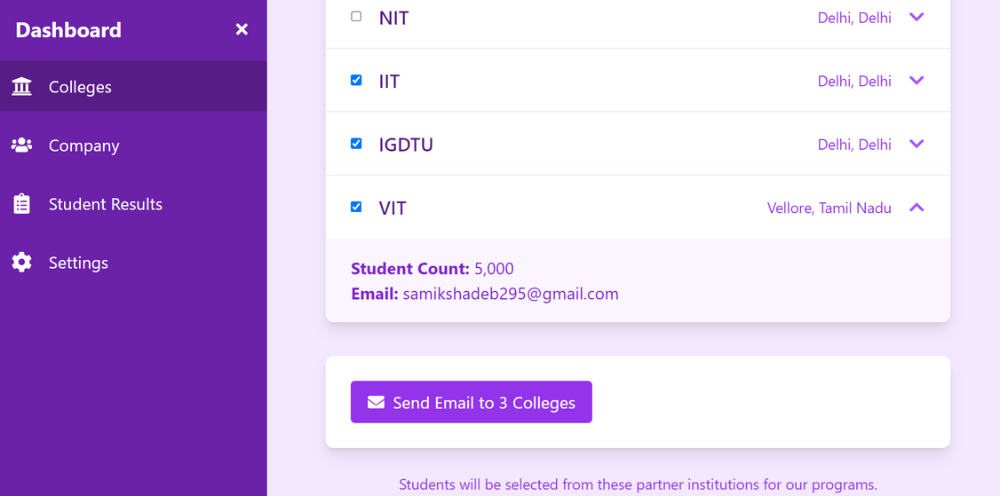 Dashboard
Colleges
Company
Student Results
Settings
NIT Delhi, Delhi
IIT Delhi, Delhi
IGDTU Delhi, Delhi
VIT Vellore, Tamil Nadu
Student Count: 5,000
Email: samikshadeb295@gmail.com
Send Email to 3 Colleges
Students will be selected from these partner institutions for our programs.